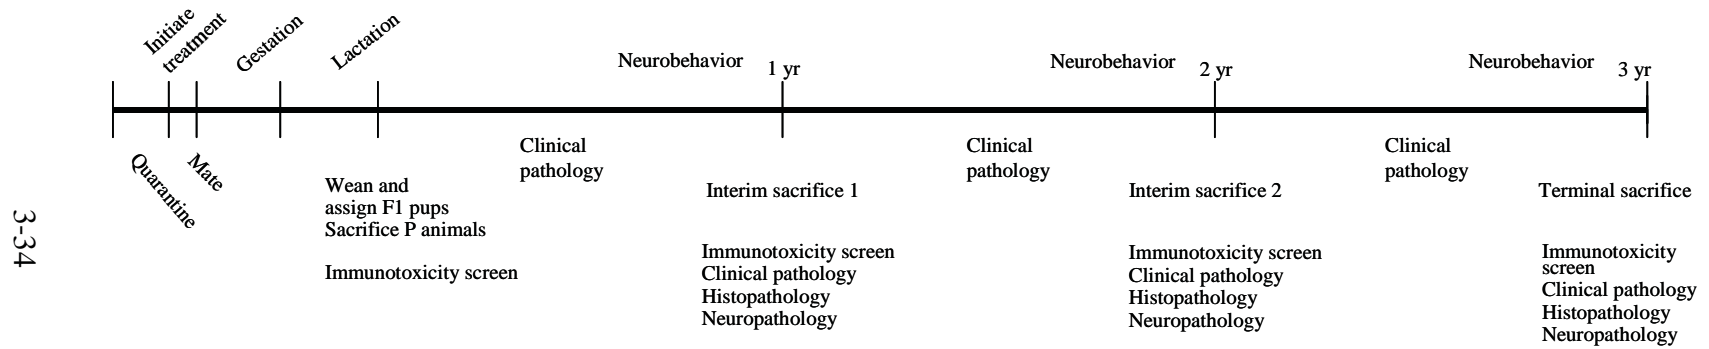 Initiate
treatment
Gestation
Lactation
Neurobehavior
1 yr
Neurobehavior
2 yr
Neurobehavior
3 yr
Quarantine
Mate
Clinical
pathology
Clinical
pathology
Clinical
pathology
Wean and
assign F1 pups
Sacrifice P animals
Immunotoxicity screen
Interim sacrifice 1
Immunotoxicity screen
Clinical pathology
Histopathology
Neuropathology
Interim sacrifice 2
Immunotoxicity screen
Clinical pathology
Histopathology
Neuropathology
Terminal sacrifice
Immunotoxicity
screen
Clinical pathology
Histopathology
Neuropathology
3-34